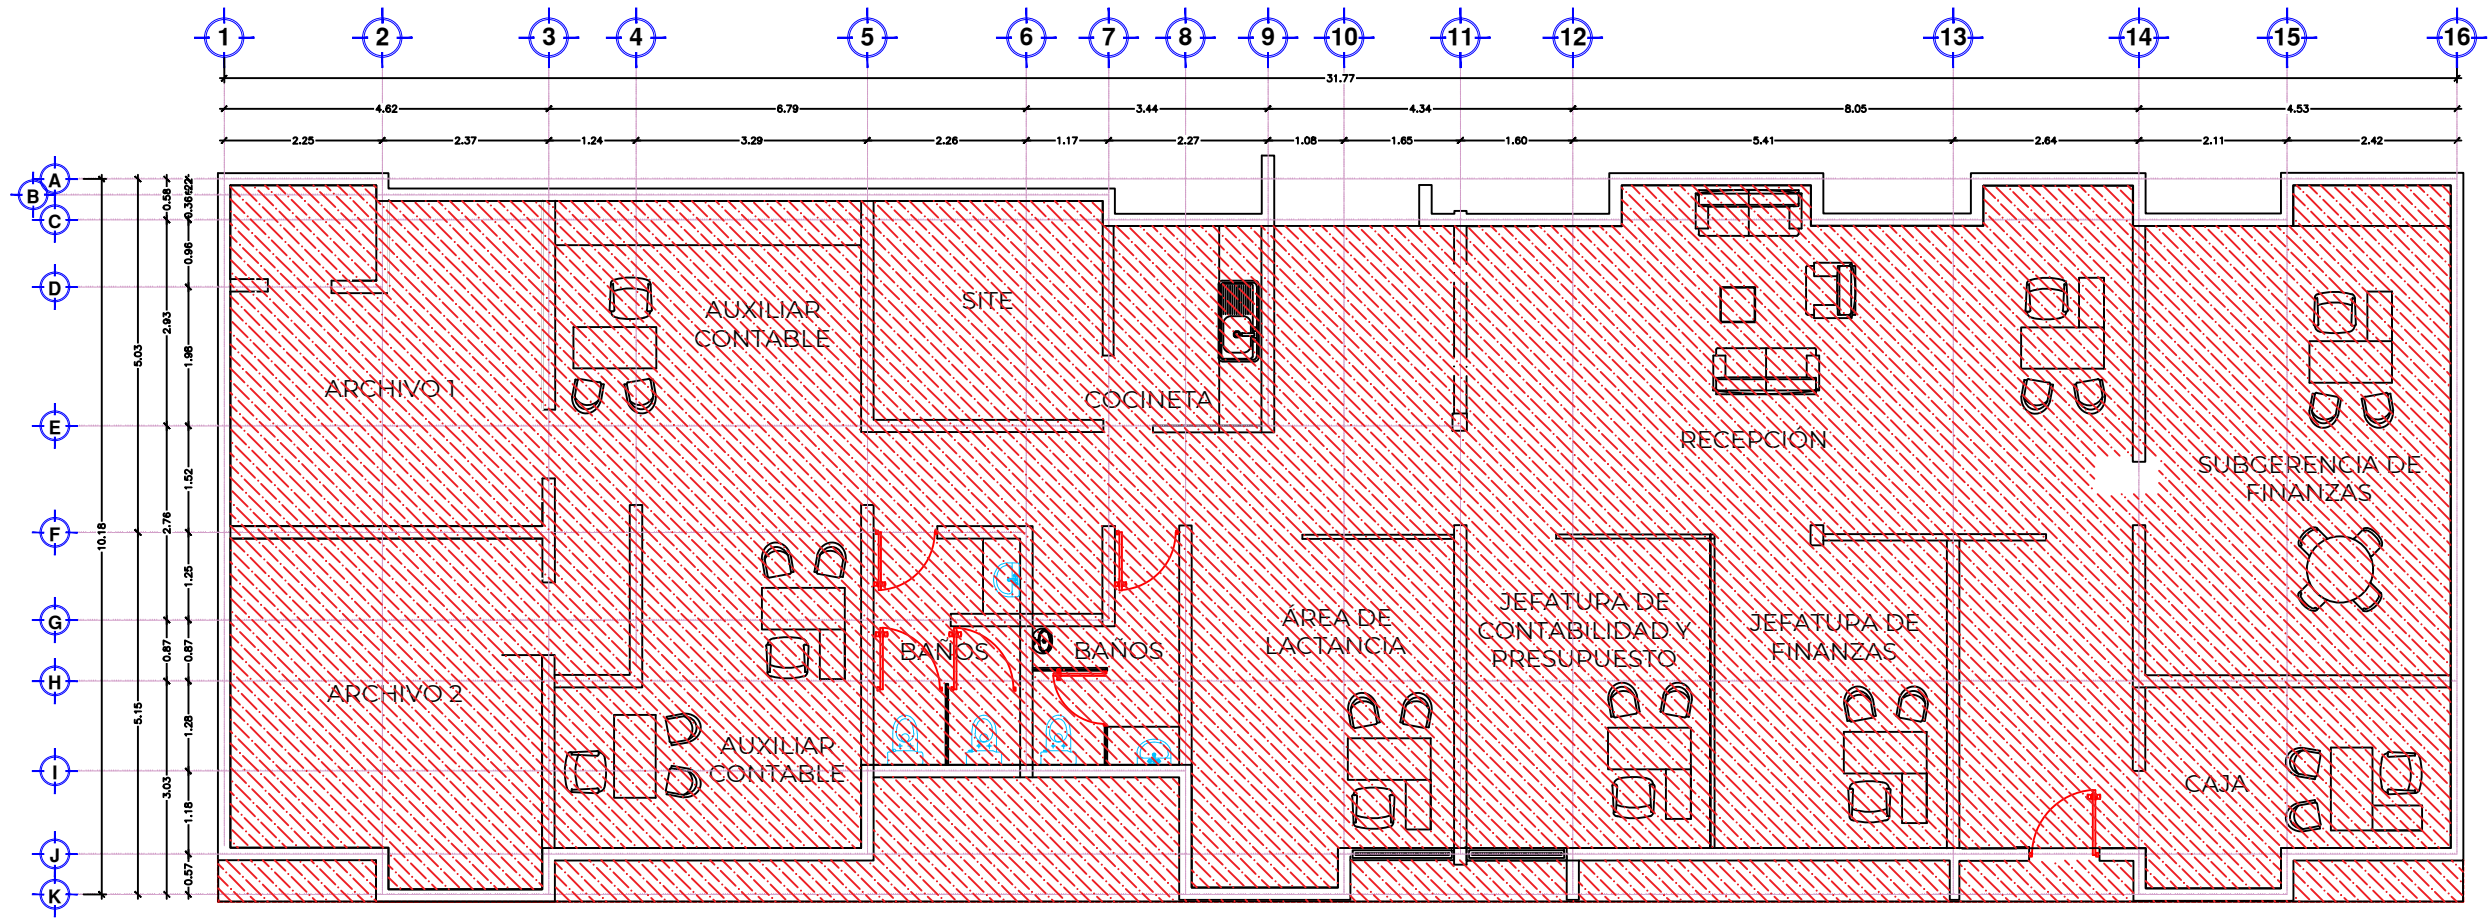 1 2 3 4 5 6 7 8 9 10 11 12 13 14 15 16
31.77
4.62 6.79 3.44 4.34 8.05 4.53
2.25 2.37 1.24 3.29 2.26 1.17 2.27 1.08 1.65 1.60 5.41 2.64 2.11 2.42
A
B
C
D
E
F
G
H
I
J
K
10.18
5.03
5.15
0.58
2.93
2.76
0.87
3.03
0.36
0.96
1.98
1.52
1.25
0.87
1.28
1.18
0.57
ARCHIVO 1
AUXILIAR
CONTABLE
SITE
COCINETA
RECEPCIÓN
SUBGERENCIA DE
FINANZAS
ARCHIVO 2
AUXILIAR
CONTABLE
BAÑOS
BAÑOS
ÁREA DE
LACTANCIA
JEFATURA DE
CONTABILIDAD Y
PRESUPUESTO
JEFATURA DE
FINANZAS
CAJA